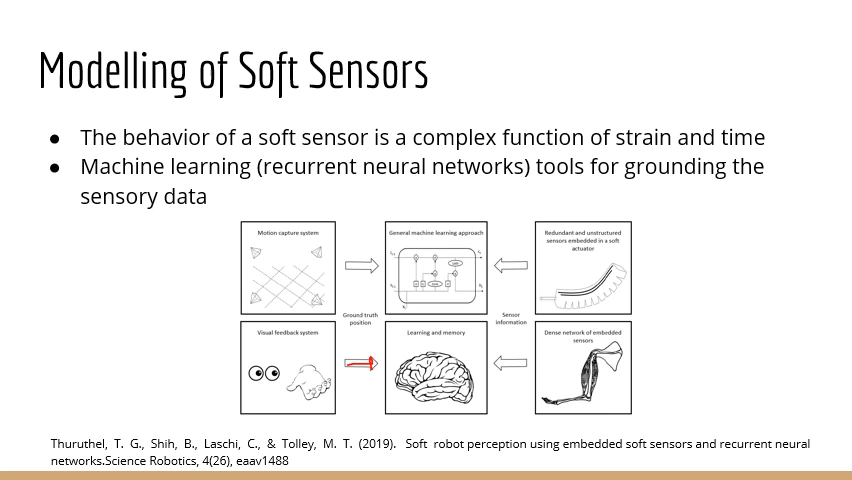 Modelling of Soft Sensors
● The behavior of a soft sensor is a complex function of strain and time
● Machine learning (recurrent neural networks) tools for grounding the
sensory data
Motion capture system
General machine learning approach
Redundant and unstructured
sensors embedded in a soft
actuator
Ground truth
position
Sensor
information
Visual feedback system
Learning and memory
Dense network of embedded
sensors
Thuruthel, T. G., Shih, B., Laschi, C., & Tolley, M. T. (2019). Soft robot perception using embedded soft sensors and recurrent neural
networks.Science Robotics, 4(26), eaav1488